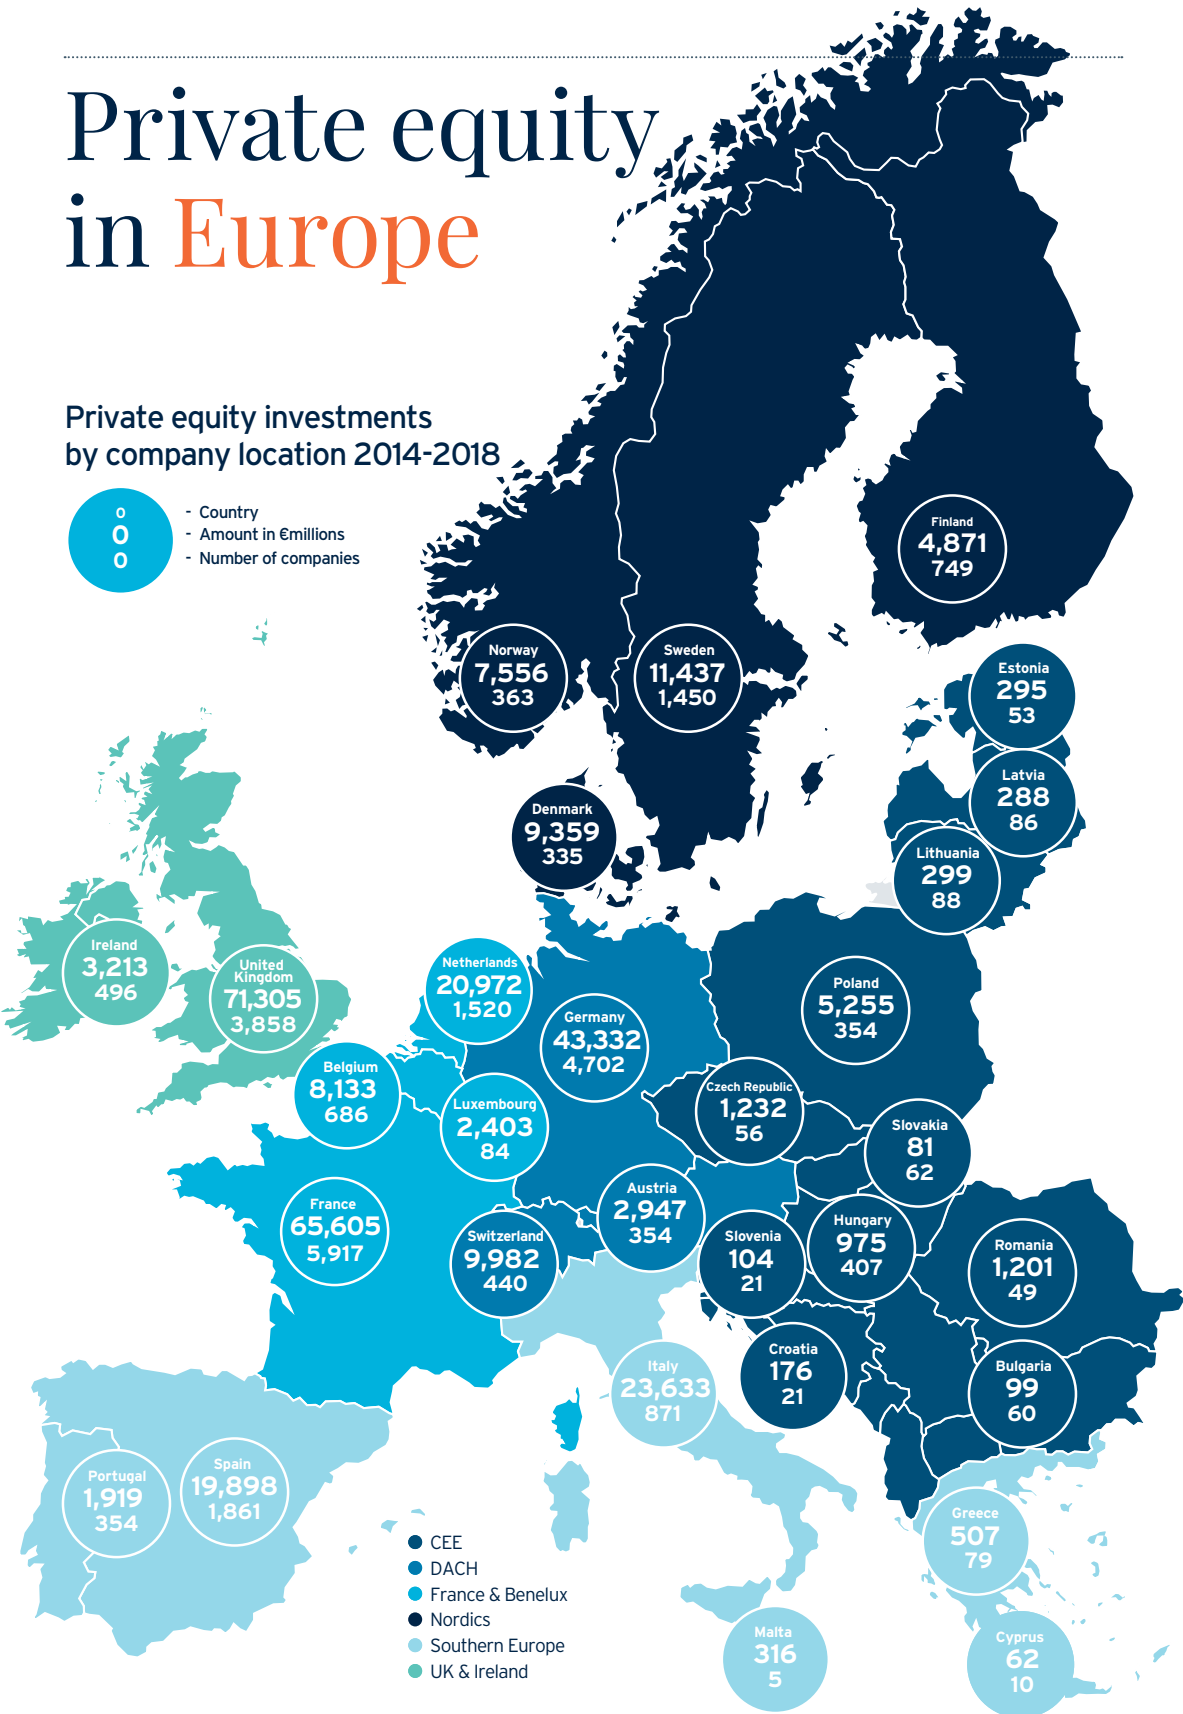 Private equity
in Europe
Private equity investments
by company location 2014-2018
0
0
0
- Country
- Amount in €millions
- Number of companies
Finland
4,871
749
Norway
7,556
363
Sweden
11,437
1,450
Estonia
295
53
Latvia
288
86
Denmark
9,359
335
Lithuania
299
88
Ireland
3,213
496
United
Kingdom
71,305
3,858
Netherlands
20,972
1,520
Germany
43,332
4,702
Poland
5,255
354
Belgium
8,133
686
Luxembourg
2,403
84
Czech Republic
1,232
56
Slovakia
81
62
France
65,605
5,917
Switzerland
9,982
440
Austria
2,947
354
Slovenia
104
21
Hungary
975
407
Romania
1,201
49
Italy
23,633
871
Croatia
176
21
Bulgaria
99
60
Portugal
1,919
354
Spain
19,898
1,861
Greece
507
79
CEE
DACH
France & Benelux
Nordics
Southern Europe
UK & Ireland
Malta
316
5
Cyprus
62
10